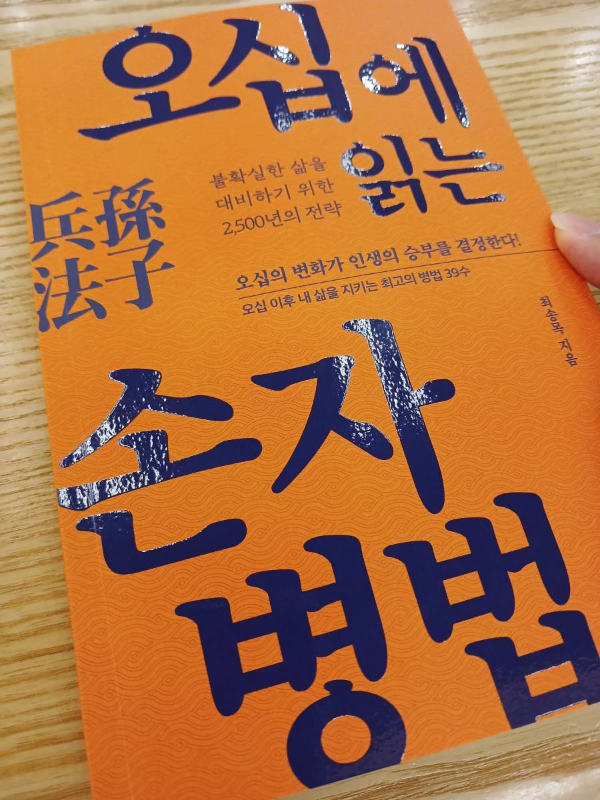 오십에
읽는
불확실한 삶을
대비하기 위한
2,500년의 전략
孫子
兵法
오십의 변화가 인생의 승부를 결정한다!
오십 이후 내 삶을 지키는 최고의 병법 39수
최송목 지음
손자
병법